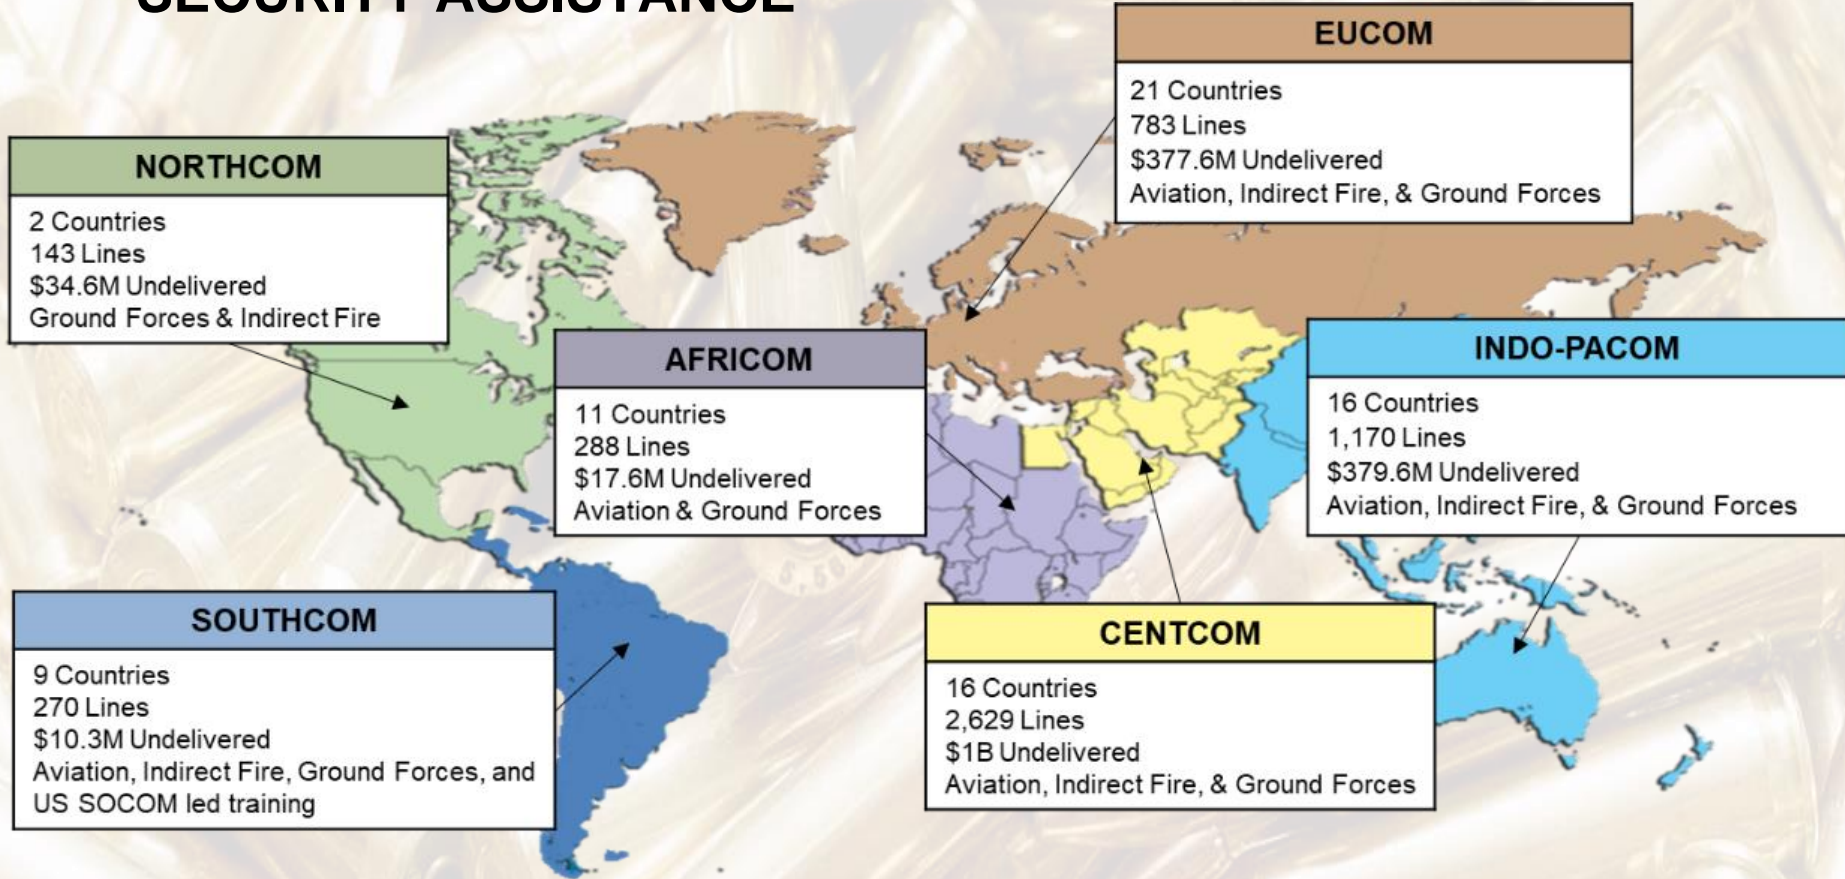 SECURITY ASSISTANCE
EUCOM
21 Countries
783 Lines
$377.6M Undelivered
Aviation, Indirect Fire, & Ground Forces
NORTHCOM
2 Countries
143 Lines
$34.6M Undelivered
Ground Forces & Indirect Fire
AFRICOM
11 Countries
288 Lines
$17.6M Undelivered
Aviation & Ground Forces
INDO-PACOM
16 Countries
1,170 Lines
$379.6M Undelivered
Aviation, Indirect Fire, & Ground Forces
SOUTHCOM
9 Countries
270 Lines
$10.3M Undelivered
Aviation, Indirect Fire, Ground Forces, and
US SOCOM led training
CENTCOM
16 Countries
2,629 Lines
$1B Undelivered
Aviation, Indirect Fire, & Ground Forces